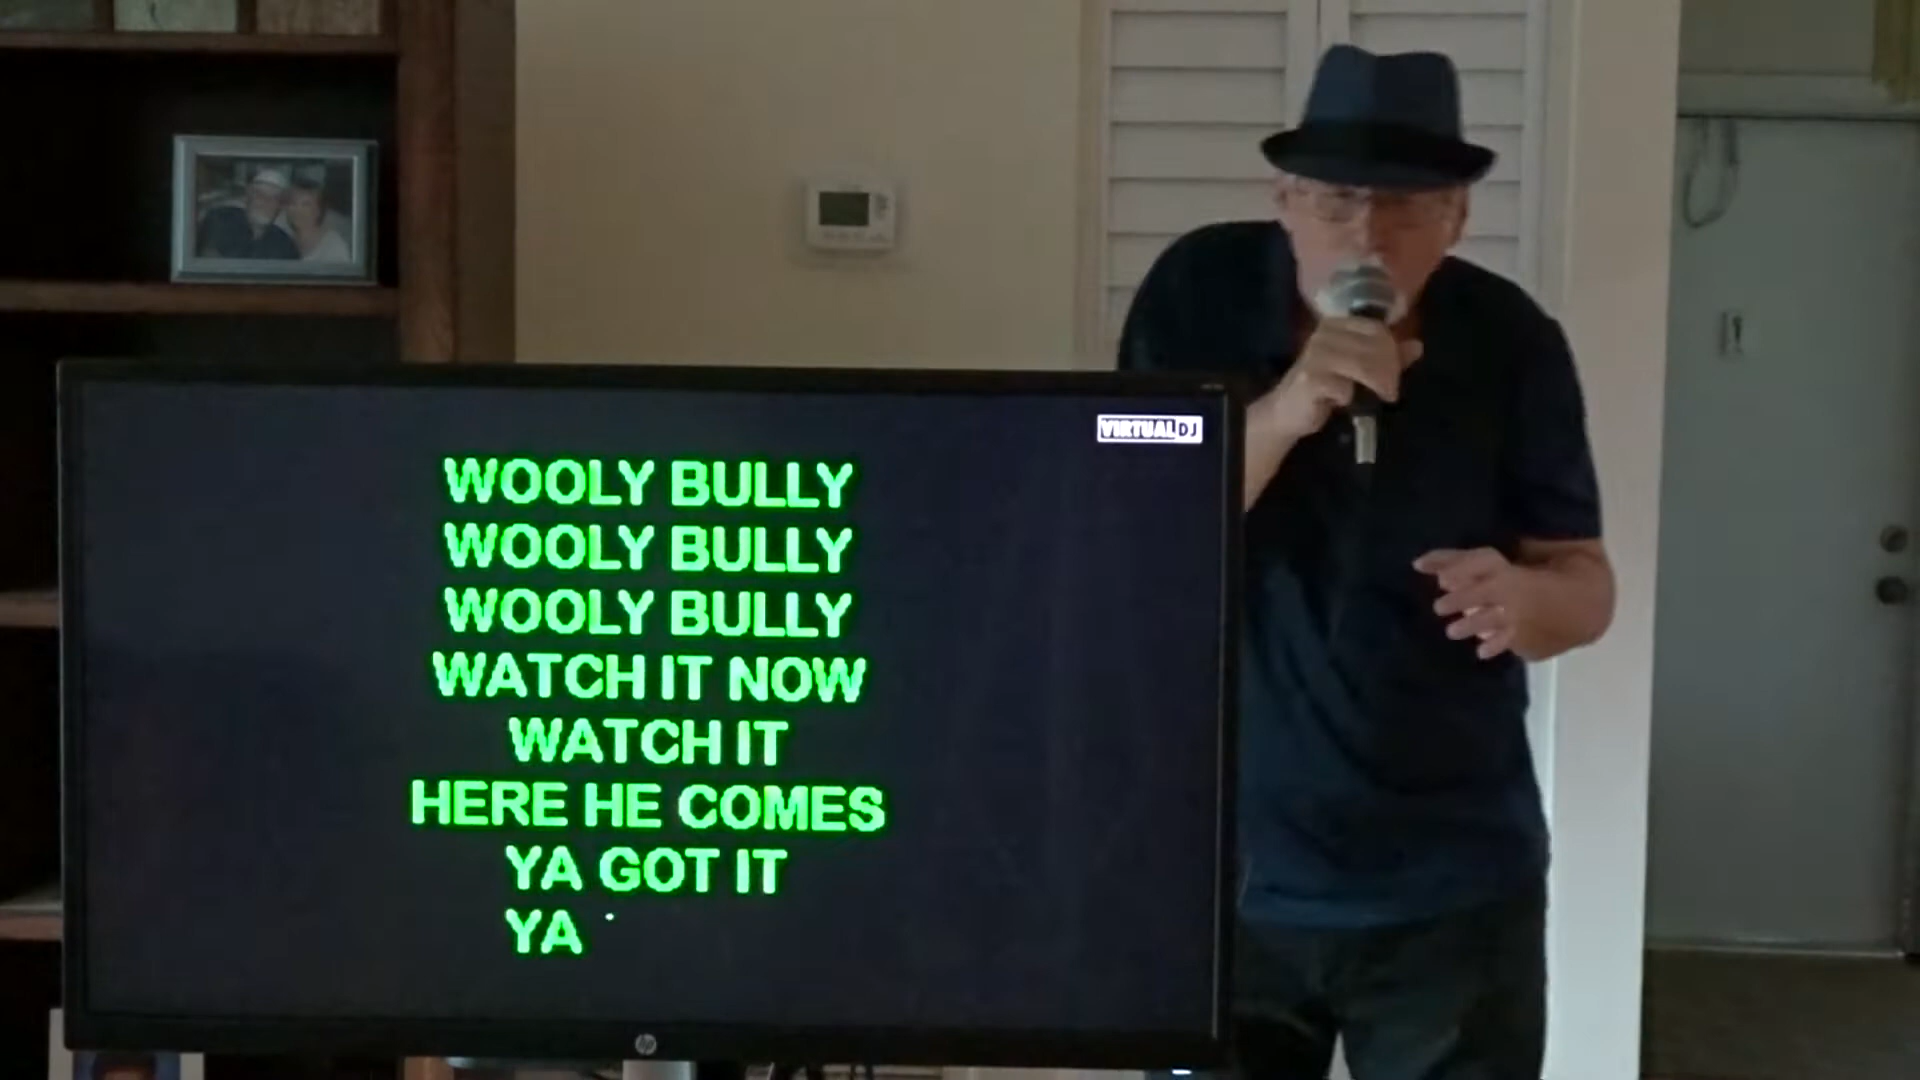 VIRTUALDJ
WOOLY BULLY
WOOLY BULLY
WOOLY BULLY
WATCH IT NOW
WATCH IT
HERE HE COMES
YA GOT IT
YA
hp